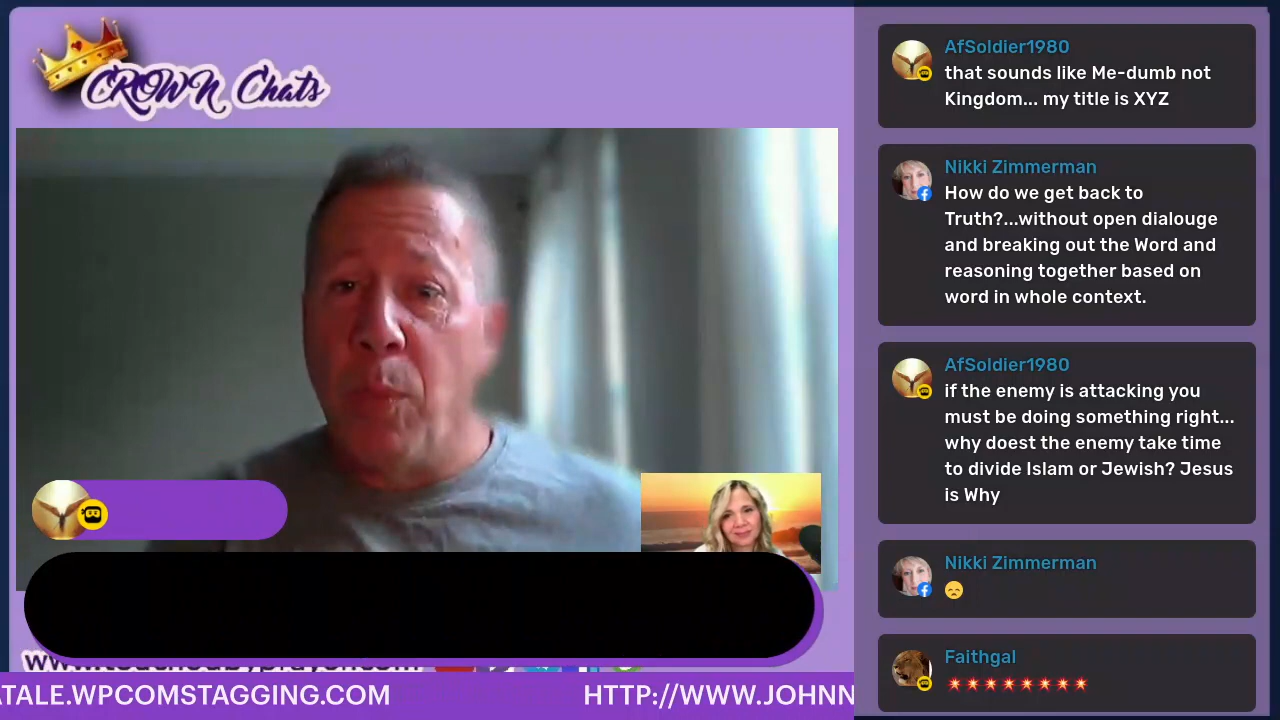 CROWN Chats
ATALE.WPCOMSTAGGING.COM
HTTP://WWW.JOHNN
AfSoldier1980
that sounds like Me-dumb not
Kingdom... my title is XYZ
Nikki Zimmerman
How do we get back to
Truth?...without open dialouge
and breaking out the Word and
reasoning together based on
word in whole context.
AfSoldier1980
if the enemy is attacking you
must be doing something right...
why doest the enemy take time
to divide Islam or Jewish? Jesus
is Why
Nikki Zimmerman
Faithgal